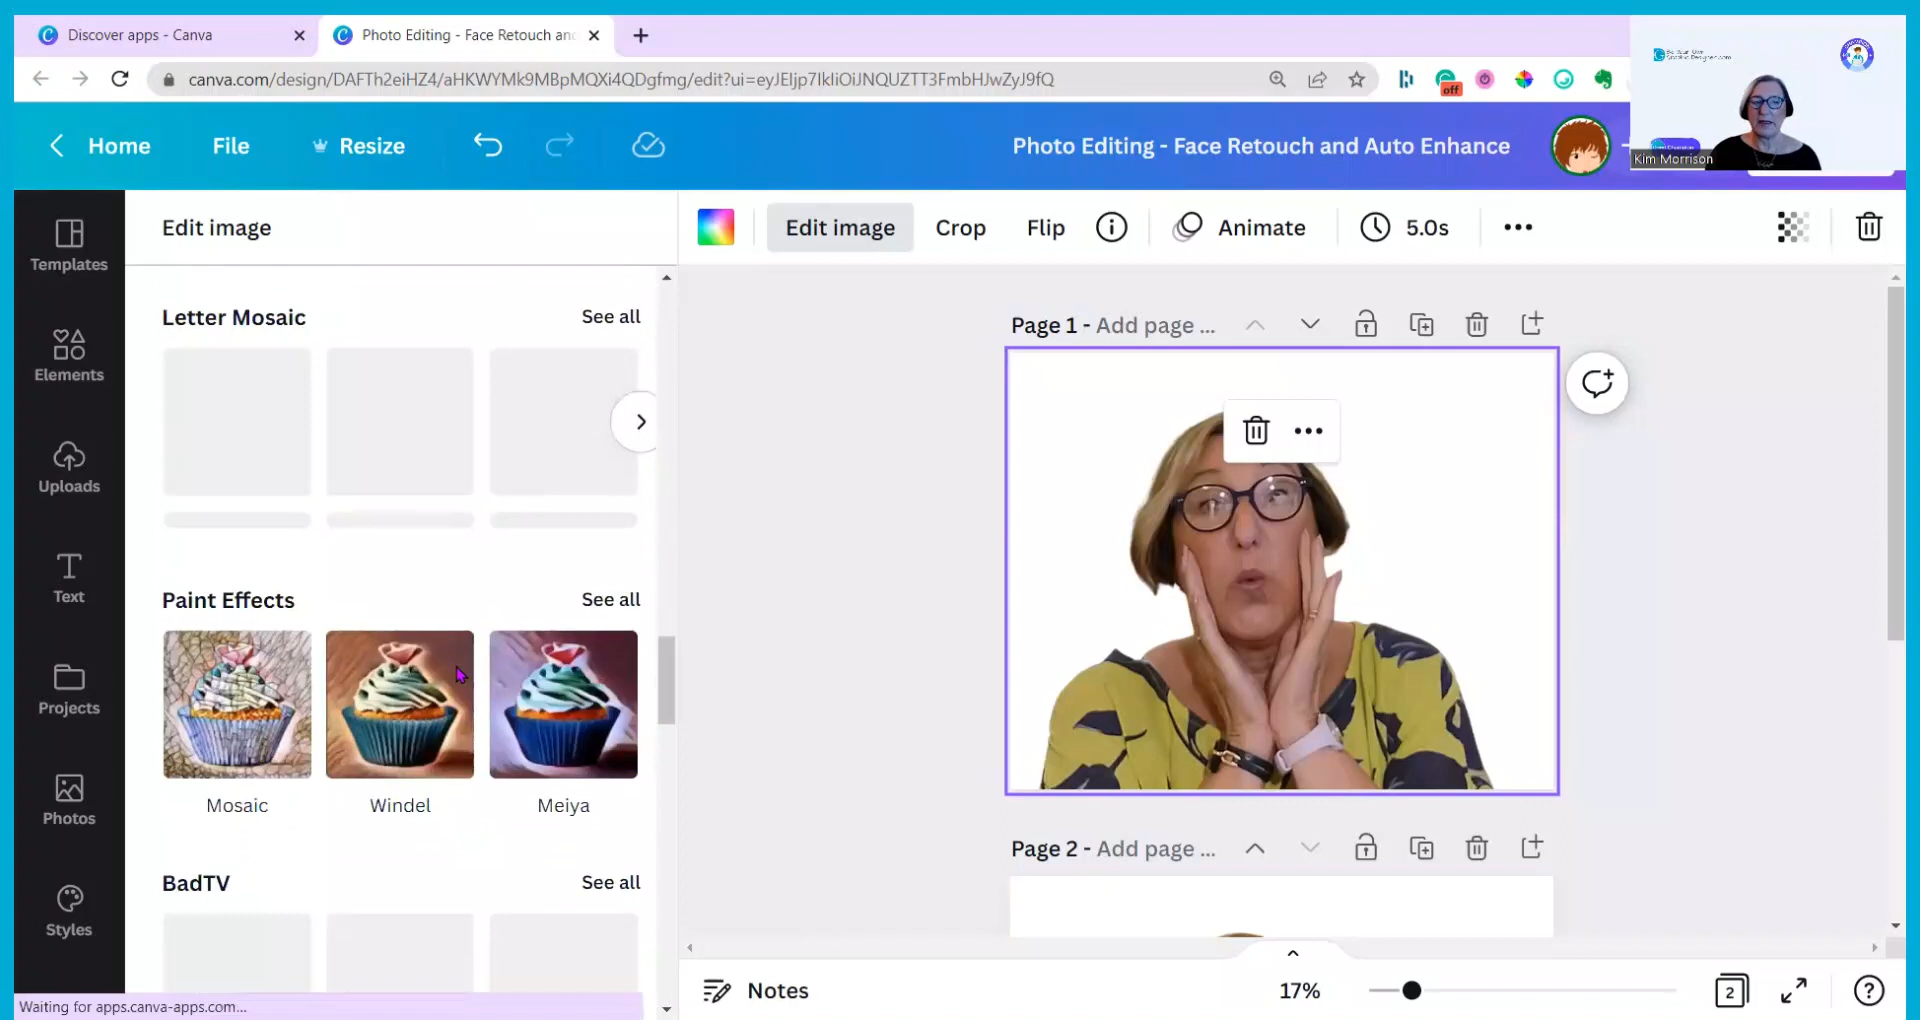 Discover apps - Canva
Photo Editing - Face Retouch an
canva.com/design/DAFTh2eiHZ4/aHKWYMk9MBpMQXi4QDgfmg/edit?ui=eyJEIjp7IkIiOiJNQUZTT3FmbHJwZyJ9fQ
off
Home
File
Resize
Photo Editing - Face Retouch and Auto Enhance
Kim Morrison
Edit image
Edit image
Crop
Flip
Animate
5.0s
Templates
Elements
Uploads
Text
Projects
Photos
Styles
Letter Mosaic
See all
Paint Effects
See all
Mosaic
Windel
Meiya
BadTV
See all
Page 1 - Add page ...
Page 2 - Add page ...
Notes
17%
2
Waiting for apps.canva-apps.com...